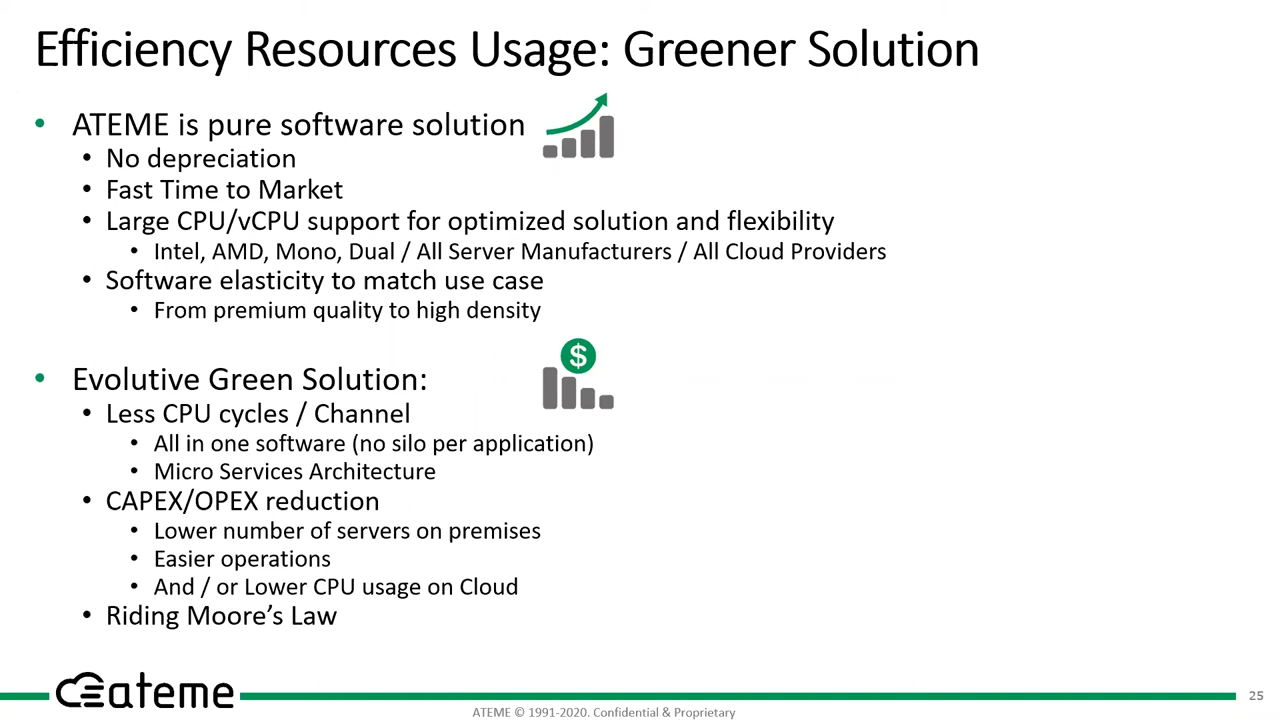 Efficiency Resources Usage: Greener Solution
• ATEME is pure software solution
• No depreciation
• Fast Time to Market
• Large CPU/vCPU support for optimized solution and flexibility
• Intel, AMD, Mono, Dual / All Server Manufacturers / All Cloud Providers
• Software elasticity to match use case
• From premium quality to high density
$
• Evolutive Green Solution:
• Less CPU cycles / Channel
• All in one software (no silo per application)
• Micro Services Architecture
• CAPEX/OPEX reduction
• Lower number of servers on premises
• Easier operations
• And / or Lower CPU usage on Cloud
• Riding Moore’s Law
ateme
25
ATEME © 1991-2020. Confidential & Proprietary